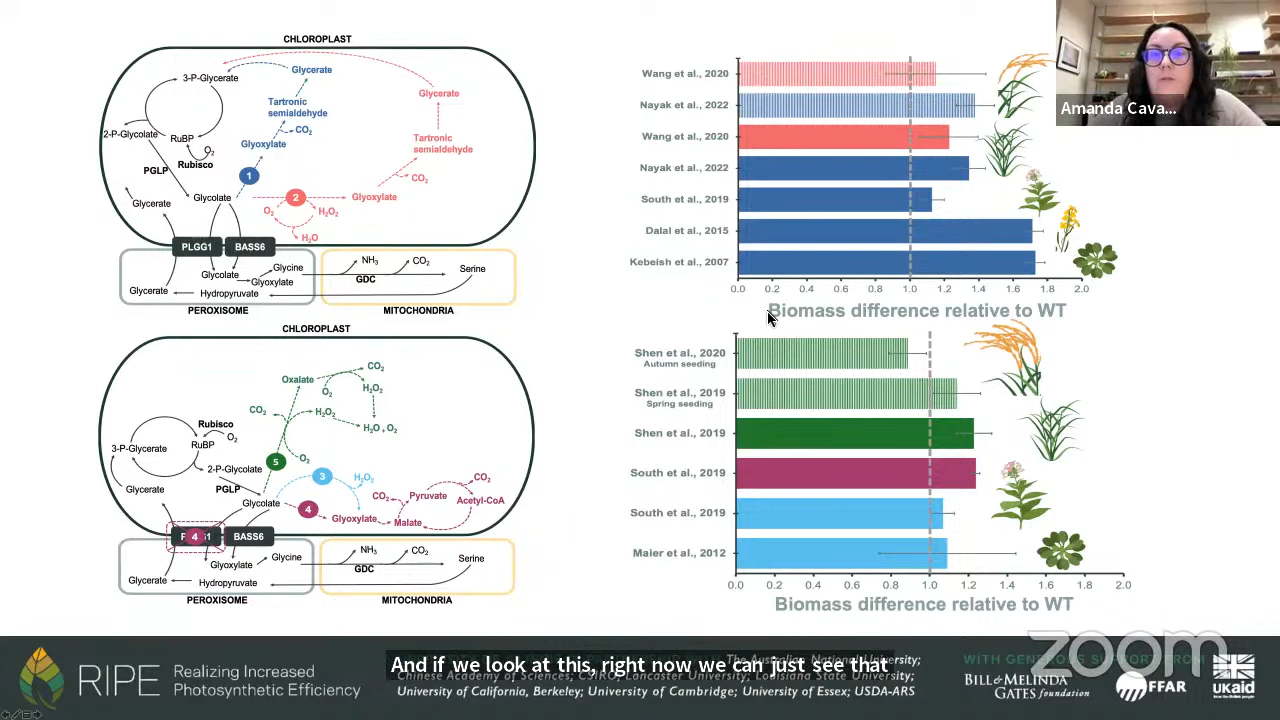 CHLOROPLAST
3-P-Glycerate
Glycerate
Tartronic
semialdehyde
CO2
Glyoxylate
2-P-Glycolate
RuBP
O2
Rubisco
PGLP
1
Glycolate
Glycerate
Glycerate
Tartronic
semialdehyde
CO2
2
Glyoxylate
O2
H2O2
H2O
PLGG1
BASS6
Glycolate
Glycine
Glyoxylate
Glycerate
Hydropyruvate
NH3
CO2
GDC
Serine
PEROXISOME
MITOCHONDRIA
CHLOROPLAST
Oxalate
CO2
O2
H2O2
CO2
H2O2
H2O + O2
O2
5
Rubisco
O2
3-P-Glycerate
RuBP
2-P-Glycolate
PGLP
Glycerate
Glycolate
3
H2O2
4
Glyoxylate
CO2
Malate
Pyruvate
CO2
Acetyl-CoA
4
BASS6
Glyoxylate
Glycine
Glycerate
Hydropyruvate
NH3
CO2
GDC
Serine
PEROXISOME
MITOCHONDRIA
Wang et al., 2020
Nayak et al., 2022
Wang et al., 2020
Nayak et al., 2022
South et al., 2019
Dalal et al., 2015
Kebeish et al., 2007
0.0 0.2 0.4 0.6 0.8 1.0 1.2 1.4 1.6 1.8 2.0
Biomass difference relative to WT
Shen et al., 2020
Autumn seeding
Shen et al., 2019
Spring seeding
Shen et al., 2019
South et al., 2019
South et al., 2019
Maier et al., 2012
0.0 0.2 0.4 0.6 0.8 1.0 1.2 1.4 1.6 1.8 2.0
Biomass difference relative to WT
Amanda Cava...
zoom
RIPE
Realizing Increased
Photosynthetic Efficiency
And if we look at this, right now we can just see that
The Australian National University;
Chinese Academy of Sciences; CSIRO; Lancaster University; Louisiana State University;
University of California, Berkeley; University of Cambridge; University of Essex; USDA-ARS
WITH GENEROUS SUPPORT FROM
BILL & MELINDA
GATES foundation
FFAR
ukaid
from the British people